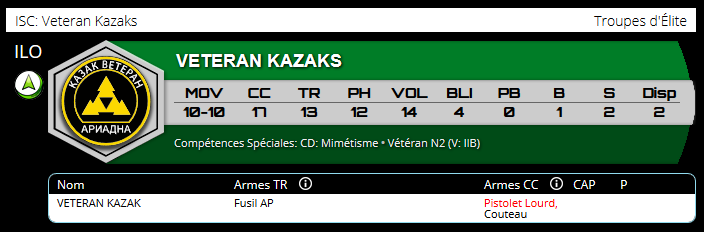 ISC: Veteran Kazaks Troupes d'Élite
ILO
КАЗАК ВЕТЕРАН
АРИАДНА
VETERAN KAZAKS
MOV CC TR PH VOL BLI PB B S Disp
10-10 17 13 12 14 4 0 1 2 2
Compétences Spéciales: CD: Mimétisme • Vétéran N2 (V: IIB)
Nom Armes TR Armes CC CAP P
VETERAN KAZAK Fusil AP Pistolet Lourd,
Couteau